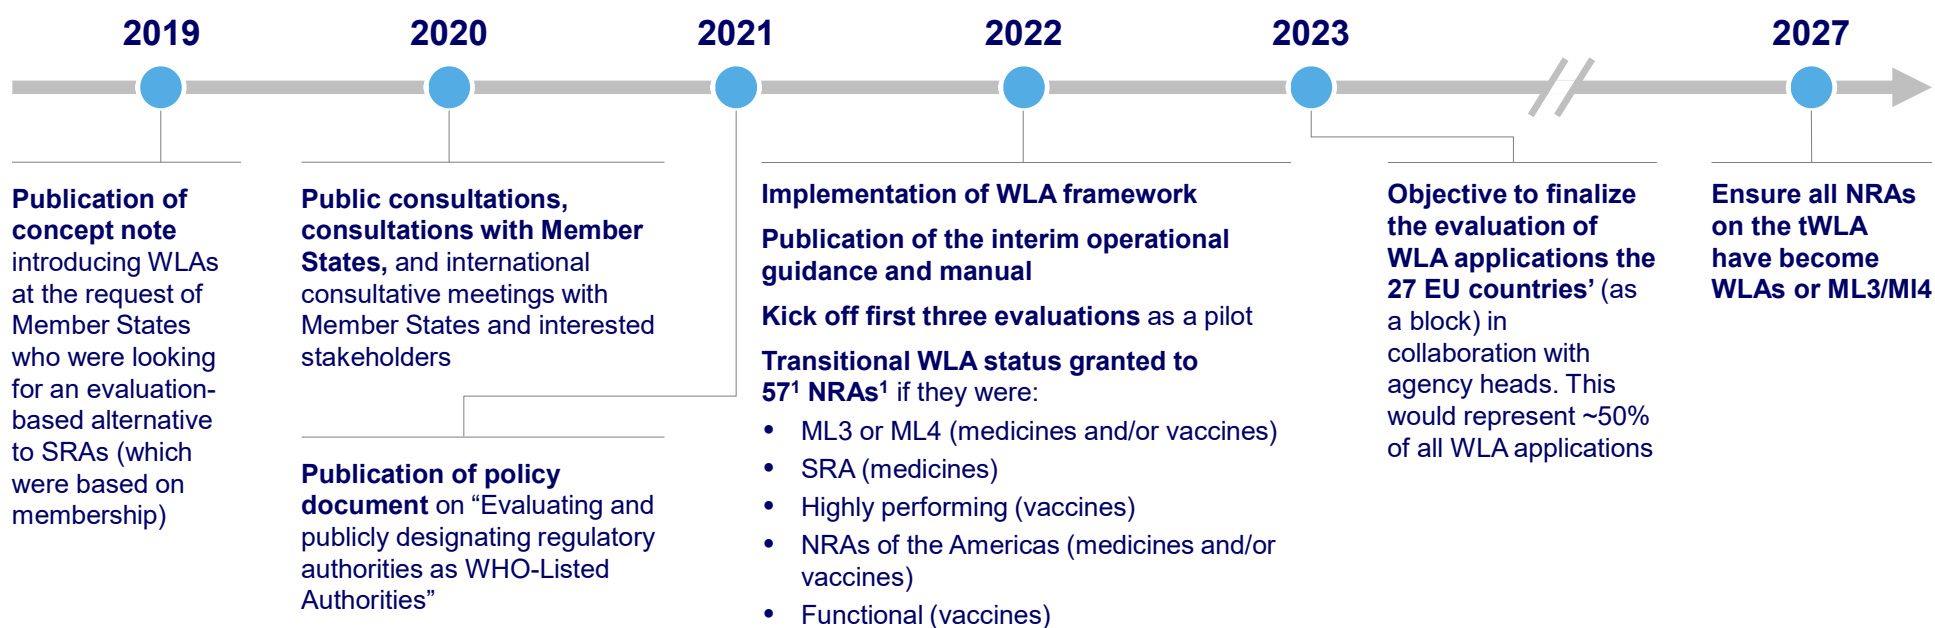 2019
2020
2021
2022
2023
2027
Publication of
concept note
introducing WLAs
at the request of
Member States
who were looking
for an evaluation-
based alternative
to SRAs (which
were based on
membership)
Public consultations,
consultations with Member
States, and international
consultative meetings with
Member States and interested
stakeholders
Publication of policy
document on “Evaluating and
publicly designating regulatory
authorities as WHO-Listed
Authorities”
Implementation of WLA framework
Publication of the interim operational
guidance and manual
Kick off first three evaluations as a pilot
Transitional WLA status granted to
57¹ NRAs¹ if they were:
• ML3 or ML4 (medicines and/or vaccines)
• SRA (medicines)
• Highly performing (vaccines)
• NRAs of the Americas (medicines and/or
vaccines)
• Functional (vaccines)
Objective to finalize
the evaluation of
WLA applications the
27 EU countries’ (as
a block) in
collaboration with
agency heads. This
would represent ~50%
of all WLA applications
Ensure all NRAs
on the tWLA
have become
WLAs or ML3/Ml4